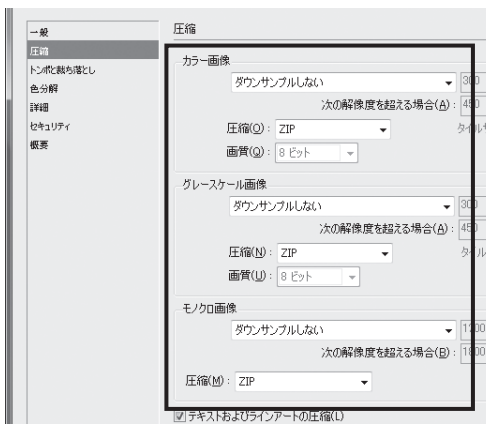 一般
圧縮
トンボと裁ち落とし
色分解
詳細
セキュリティ
概要
圧縮
カラー画像
ダウンサンプルしない 300
次の解像度を超える場合(A): 450
圧縮(O): ZIP タイル
画質(Q): 8 ビット
グレースケール画像
ダウンサンプルしない 300
次の解像度を超える場合(A): 450
圧縮(N): ZIP タイル
画質(U): 8 ビット
モノクロ画像
ダウンサンプルしない 1200
次の解像度を超える場合(B): 1800
圧縮(M): ZIP
テキストおよびラインアートの圧縮(L)